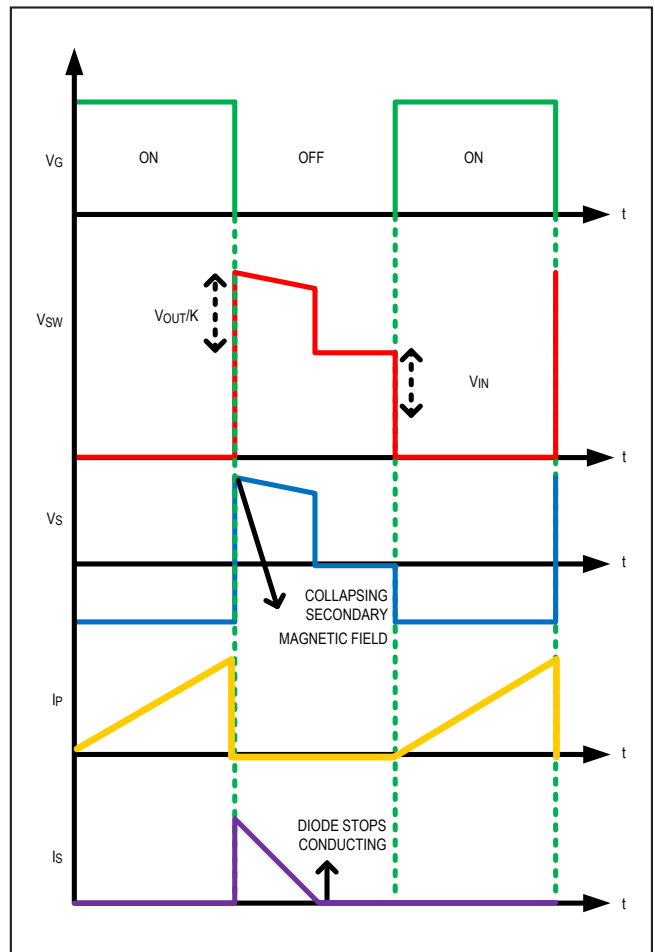 VG
ON
OFF
ON
t
VSW
VOUT/K
VIN
t
VS
t
COLLAPSING
SECONDARY
MAGNETIC FIELD
IP
t
DIODE STOPS
CONDUCTING
IS
t